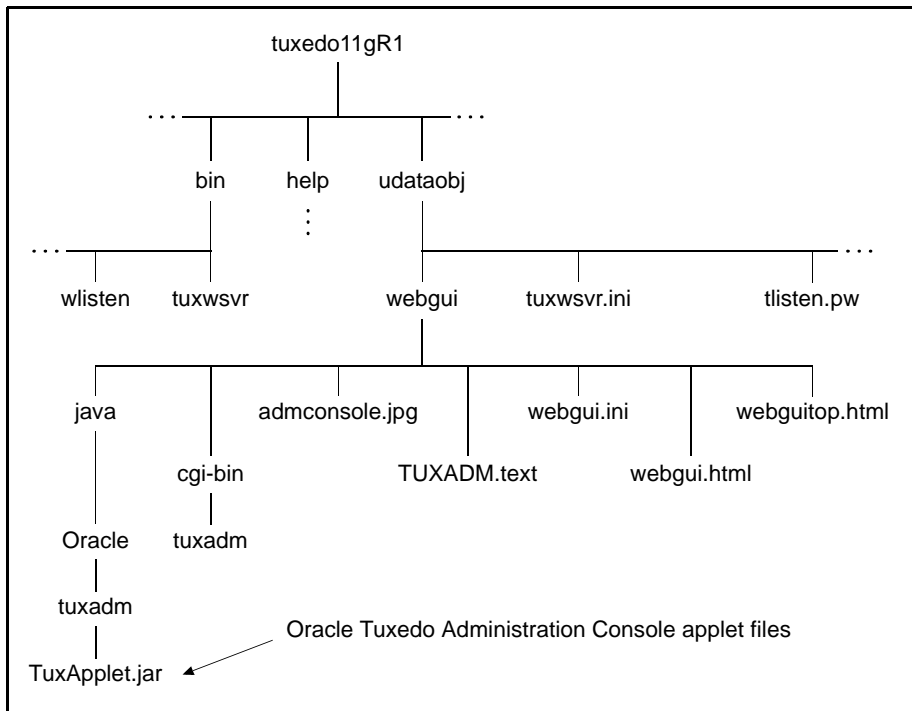 tuxedo11gR1
bin help udataobj
wlisten tuxwsvr webgui tuxwsvr.ini tlisten.pw
java admconsole.jpg webgui.ini webguitop.html
cgi-bin TUXADM.text webgui.html
Oracle tuxadm
tuxadm
Oracle Tuxedo Administration Console applet files
TuxApplet.jar